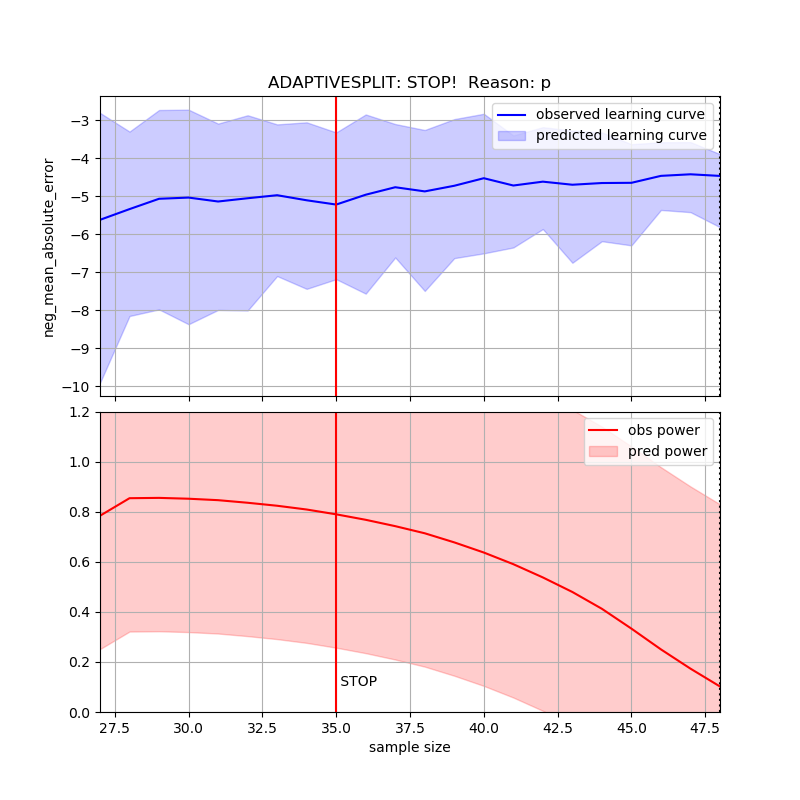 ADAPTIVESPLIT: STOP!  Reason: p
neg_mean_absolute_error
−3
−4
−5
−6
−7
−8
−9
−10
observed learning curve
predicted learning curve
1.2
1.0
0.8
0.6
0.4
0.2
0.0
obs power
pred power
STOP
27.5 30.0 32.5 35.0 37.5 40.0 42.5 45.0 47.5
sample size